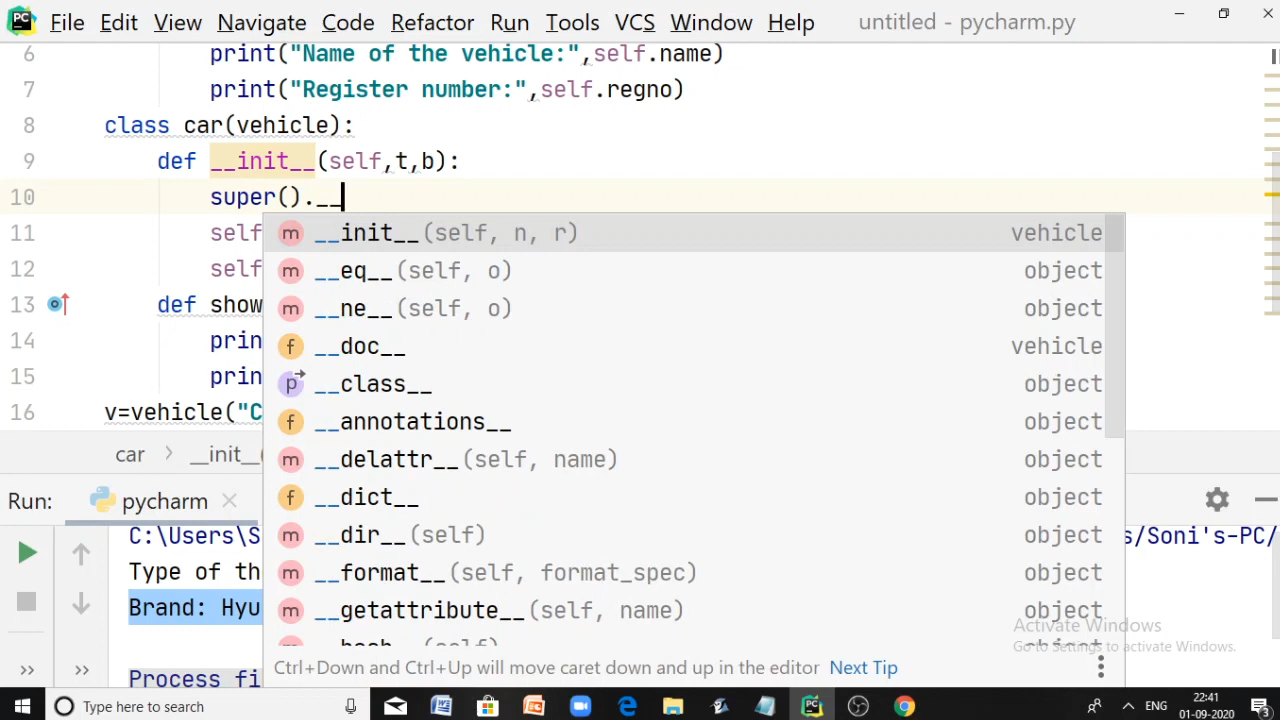 PC File Edit View Navigate Code Refactor Run Tools VCS Window Help untitled - pycharm.py
6 print("Name of the vehicle:",self.name)
7 print("Register number:",self.regno)
8 class car(vehicle):
9 def __init__(self,t,b):
10 super().__
11 self
12 self
13 def show
14 prin
15 prin
16 v=vehicle("C
m __init__(self, n, r) vehicle
m __eq__(self, o) object
m __ne__(self, o) object
f __doc__ vehicle
p __class__ object
f __annotations__ object
m __delattr__(self, name) object
f __dict__ object
m __dir__(self) object
m __format__(self, format_spec) object
m __getattribute__(self, name) object
Ctrl+Down and Ctrl+Up will move caret down and up in the editor Next Tip
car > __init__(
Run: pycharm
C:\Users\S s/Soni's-PC/
Type of th
Brand: Hyu
Process fi
Activate Windows
Go to Settings to activate Windows.
Type here to search
ENG
22:41
01-09-2020
3